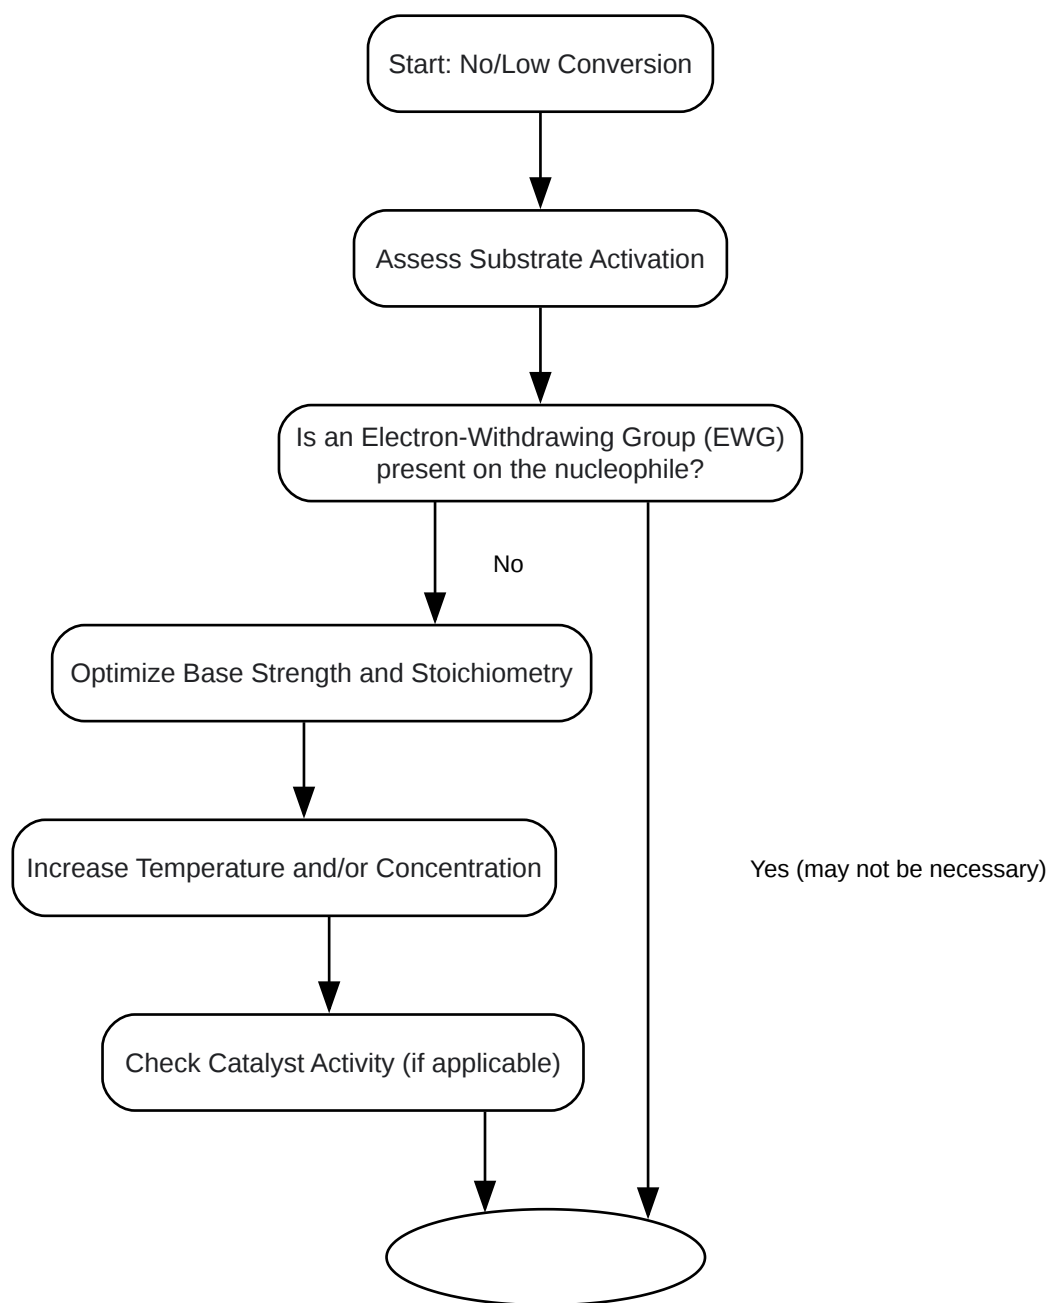 Start: No/Low Conversion
Assess Substrate Activation
Is an Electron-Withdrawing Group (EWG)
present on the nucleophile?
No
Optimize Base Strength and Stoichiometry
Increase Temperature and/or Concentration
Yes (may not be necessary)
Check Catalyst Activity (if applicable)